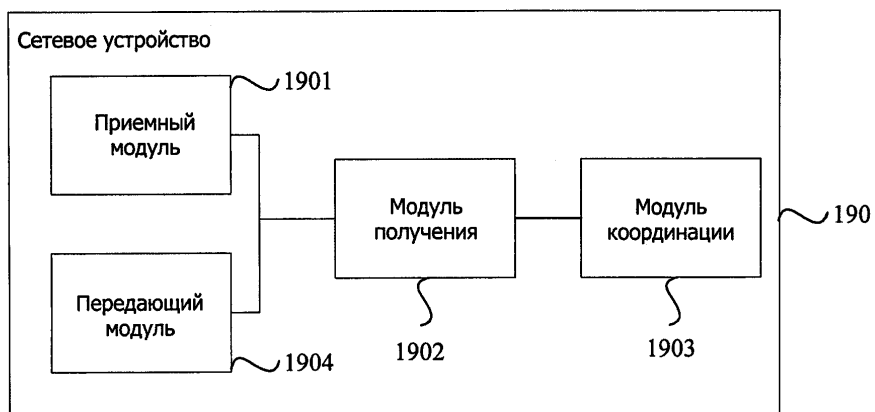 Сетевое устройство
1901
Приемный
модуль
Модуль
получения
Модуль
координации
190
Передающий
модуль
1904
1902
1903